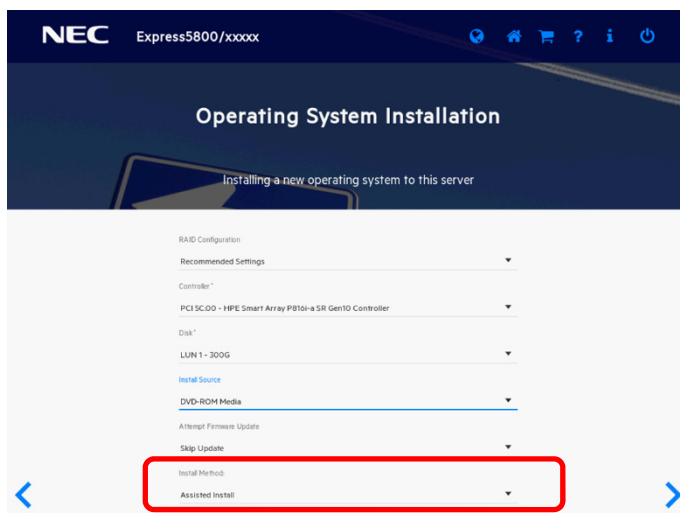 NEC Express5800/xxxxx ? i
Operating System Installation
Installing a new operating system to this server
RAID Configuration
Recommended Settings
Controller*
PCI 5C:00 - HPE Smart Array P816i-a SR Gen10 Controller
Disk*
LUN 1 - 300G
Install Source
DVD-ROM Media
Attempt Firmware Update
Skip Update
Install Method:
Assisted Install